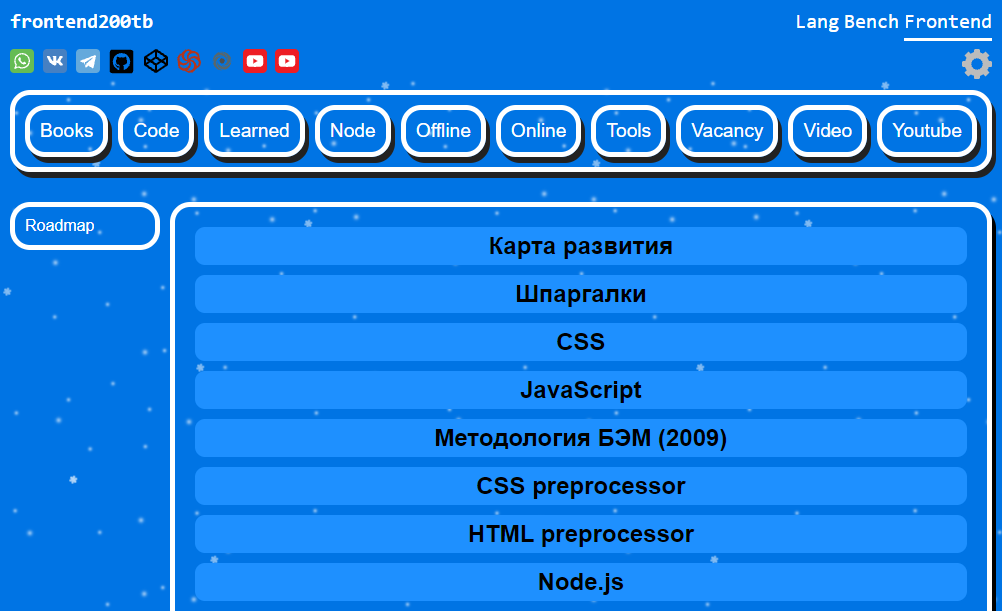 frontend200tb
Lang Bench Frontend
Books Code Learned Node Offline Online Tools Vacancy Video Youtube
Roadmap
Карта развития
Шпаргалки
CSS
JavaScript
Методология БЭМ (2009)
CSS preprocessor
HTML preprocessor
Node.js